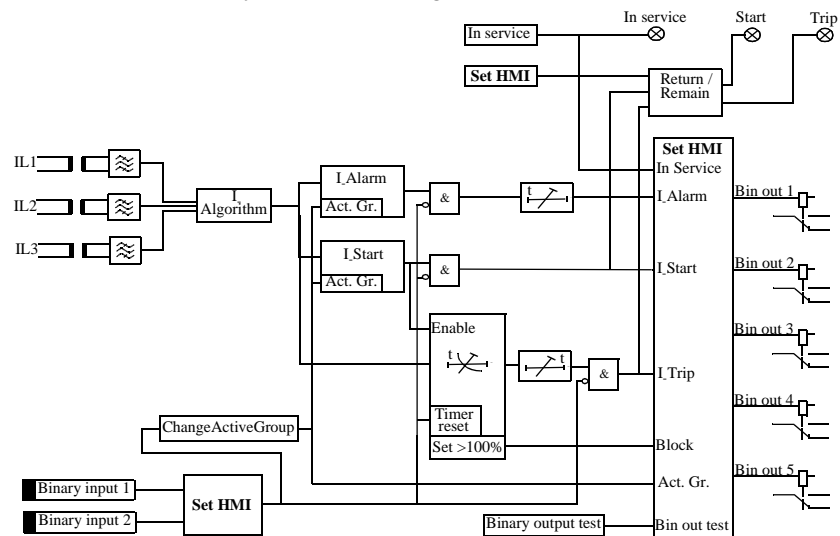 In service
Start
Trip
In service
Set HMI
Return /
Remain
Set HMI
In Service
IL1
I_Alarm
IL2
I_
Algorithm
Act. Gr.
&
t
I_Alarm
Bin out 1
IL3
I_Start
Act. Gr.
&
I_Start
Bin out 2
Enable
t
t
&
I_Trip
Bin out 3
Timer
reset
Set >100%
Block
Bin out 4
ChangeActiveGroup
Act. Gr.
Bin out 5
Binary input 1
Set HMI
Binary input 2
Binary output test
Bin out test